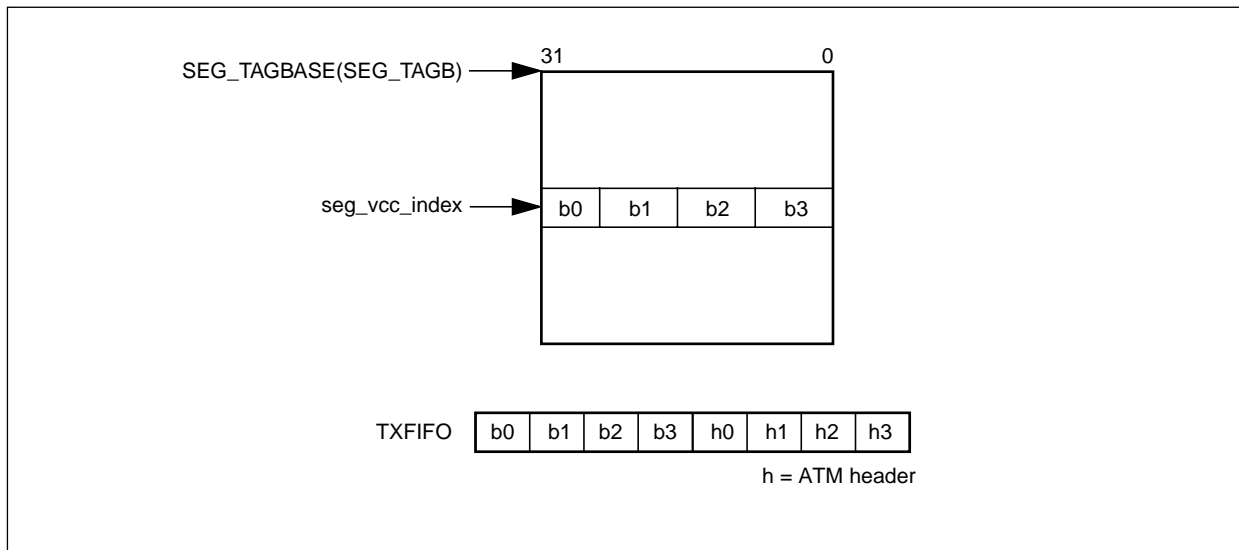 31 0
SEG_TAGBASE(SEG_TAGB)
seg_vcc_index b0 b1 b2 b3
TXFIFO b0 b1 b2 b3 h0 h1 h2 h3
h = ATM header